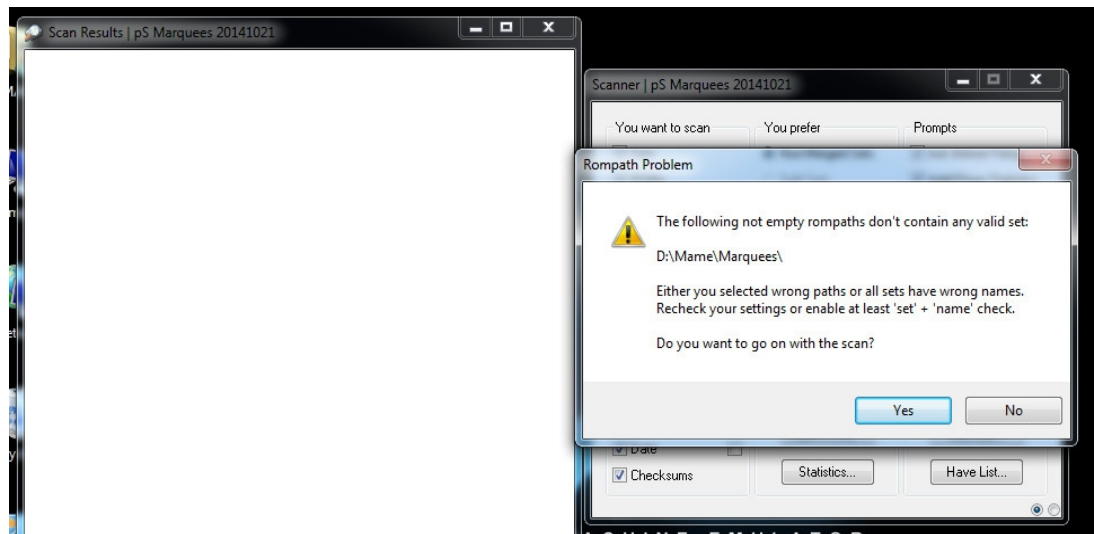 Scan Results | pS Marquees 20141021
Scanner | pS Marquees 20141021
You want to scan
You prefer
Prompts
Rompath Problem
The following not empty rompaths don't contain any valid set:
D:\Mame\Marquees\
Either you selected wrong paths or all sets have wrong names.
Recheck your settings or enable at least 'set' + 'name' check.
Do you want to go on with the scan?
Yes
No
Date
Checksums
Statistics...
Have List...